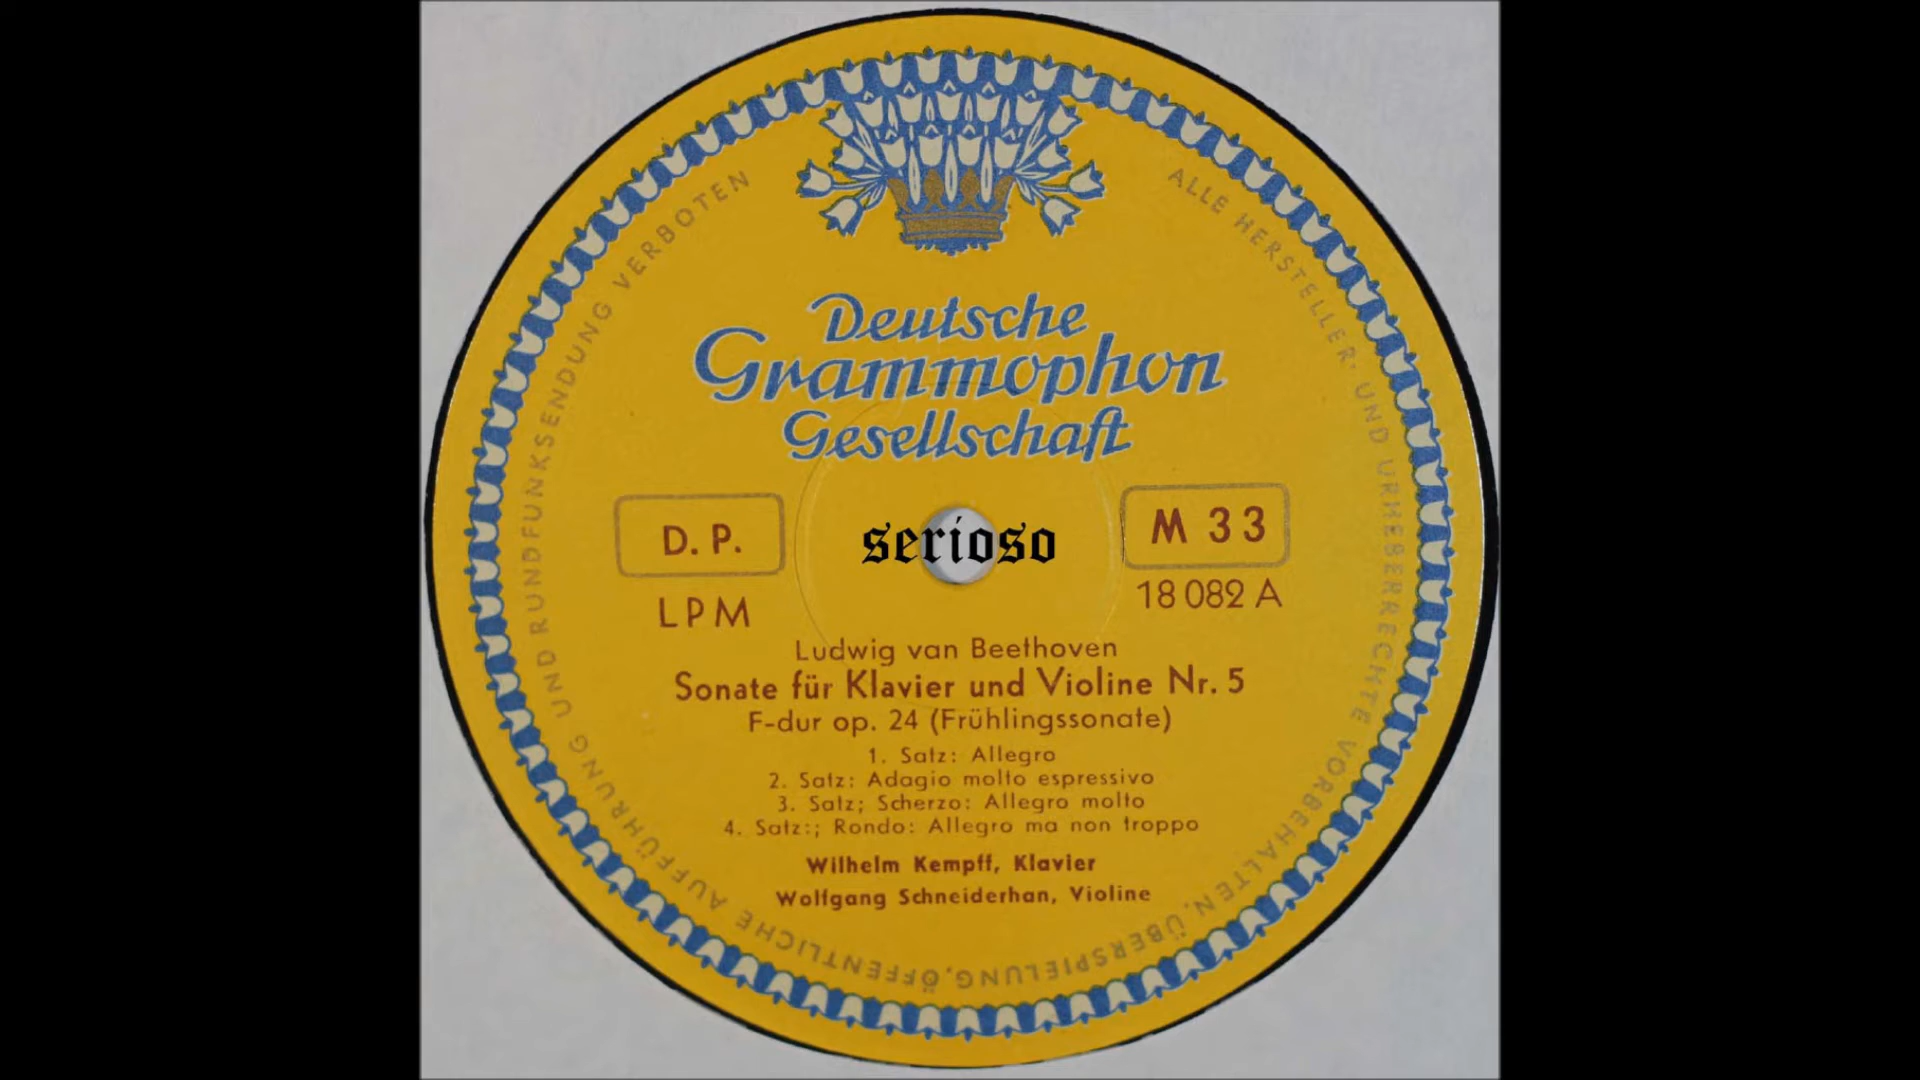 Deutsche
Grammophon
Gesellschaft
D. P.
M 33
serioso
LPM
18 082 A
Ludwig van Beethoven
Sonate für Klavier und Violine Nr. 5
F-dur op. 24 (Frühlingssonate)
1. Satz: Allegro
2. Satz: Adagio molto espressivo
3. Satz; Scherzo: Allegro molto
4. Satz:; Rondo: Allegro ma non troppo
Wilhelm Kempff, Klavier
Wolfgang Schneiderhan, Violine
ALLE HERSTELLER- UND URHEBERRECHTE VORBEHALTEN. ÜBERSPIELUNG, ÖFFENTLICHE AUFFÜHRUNG UND RUNDFUNKSENDUNG VERBOTEN